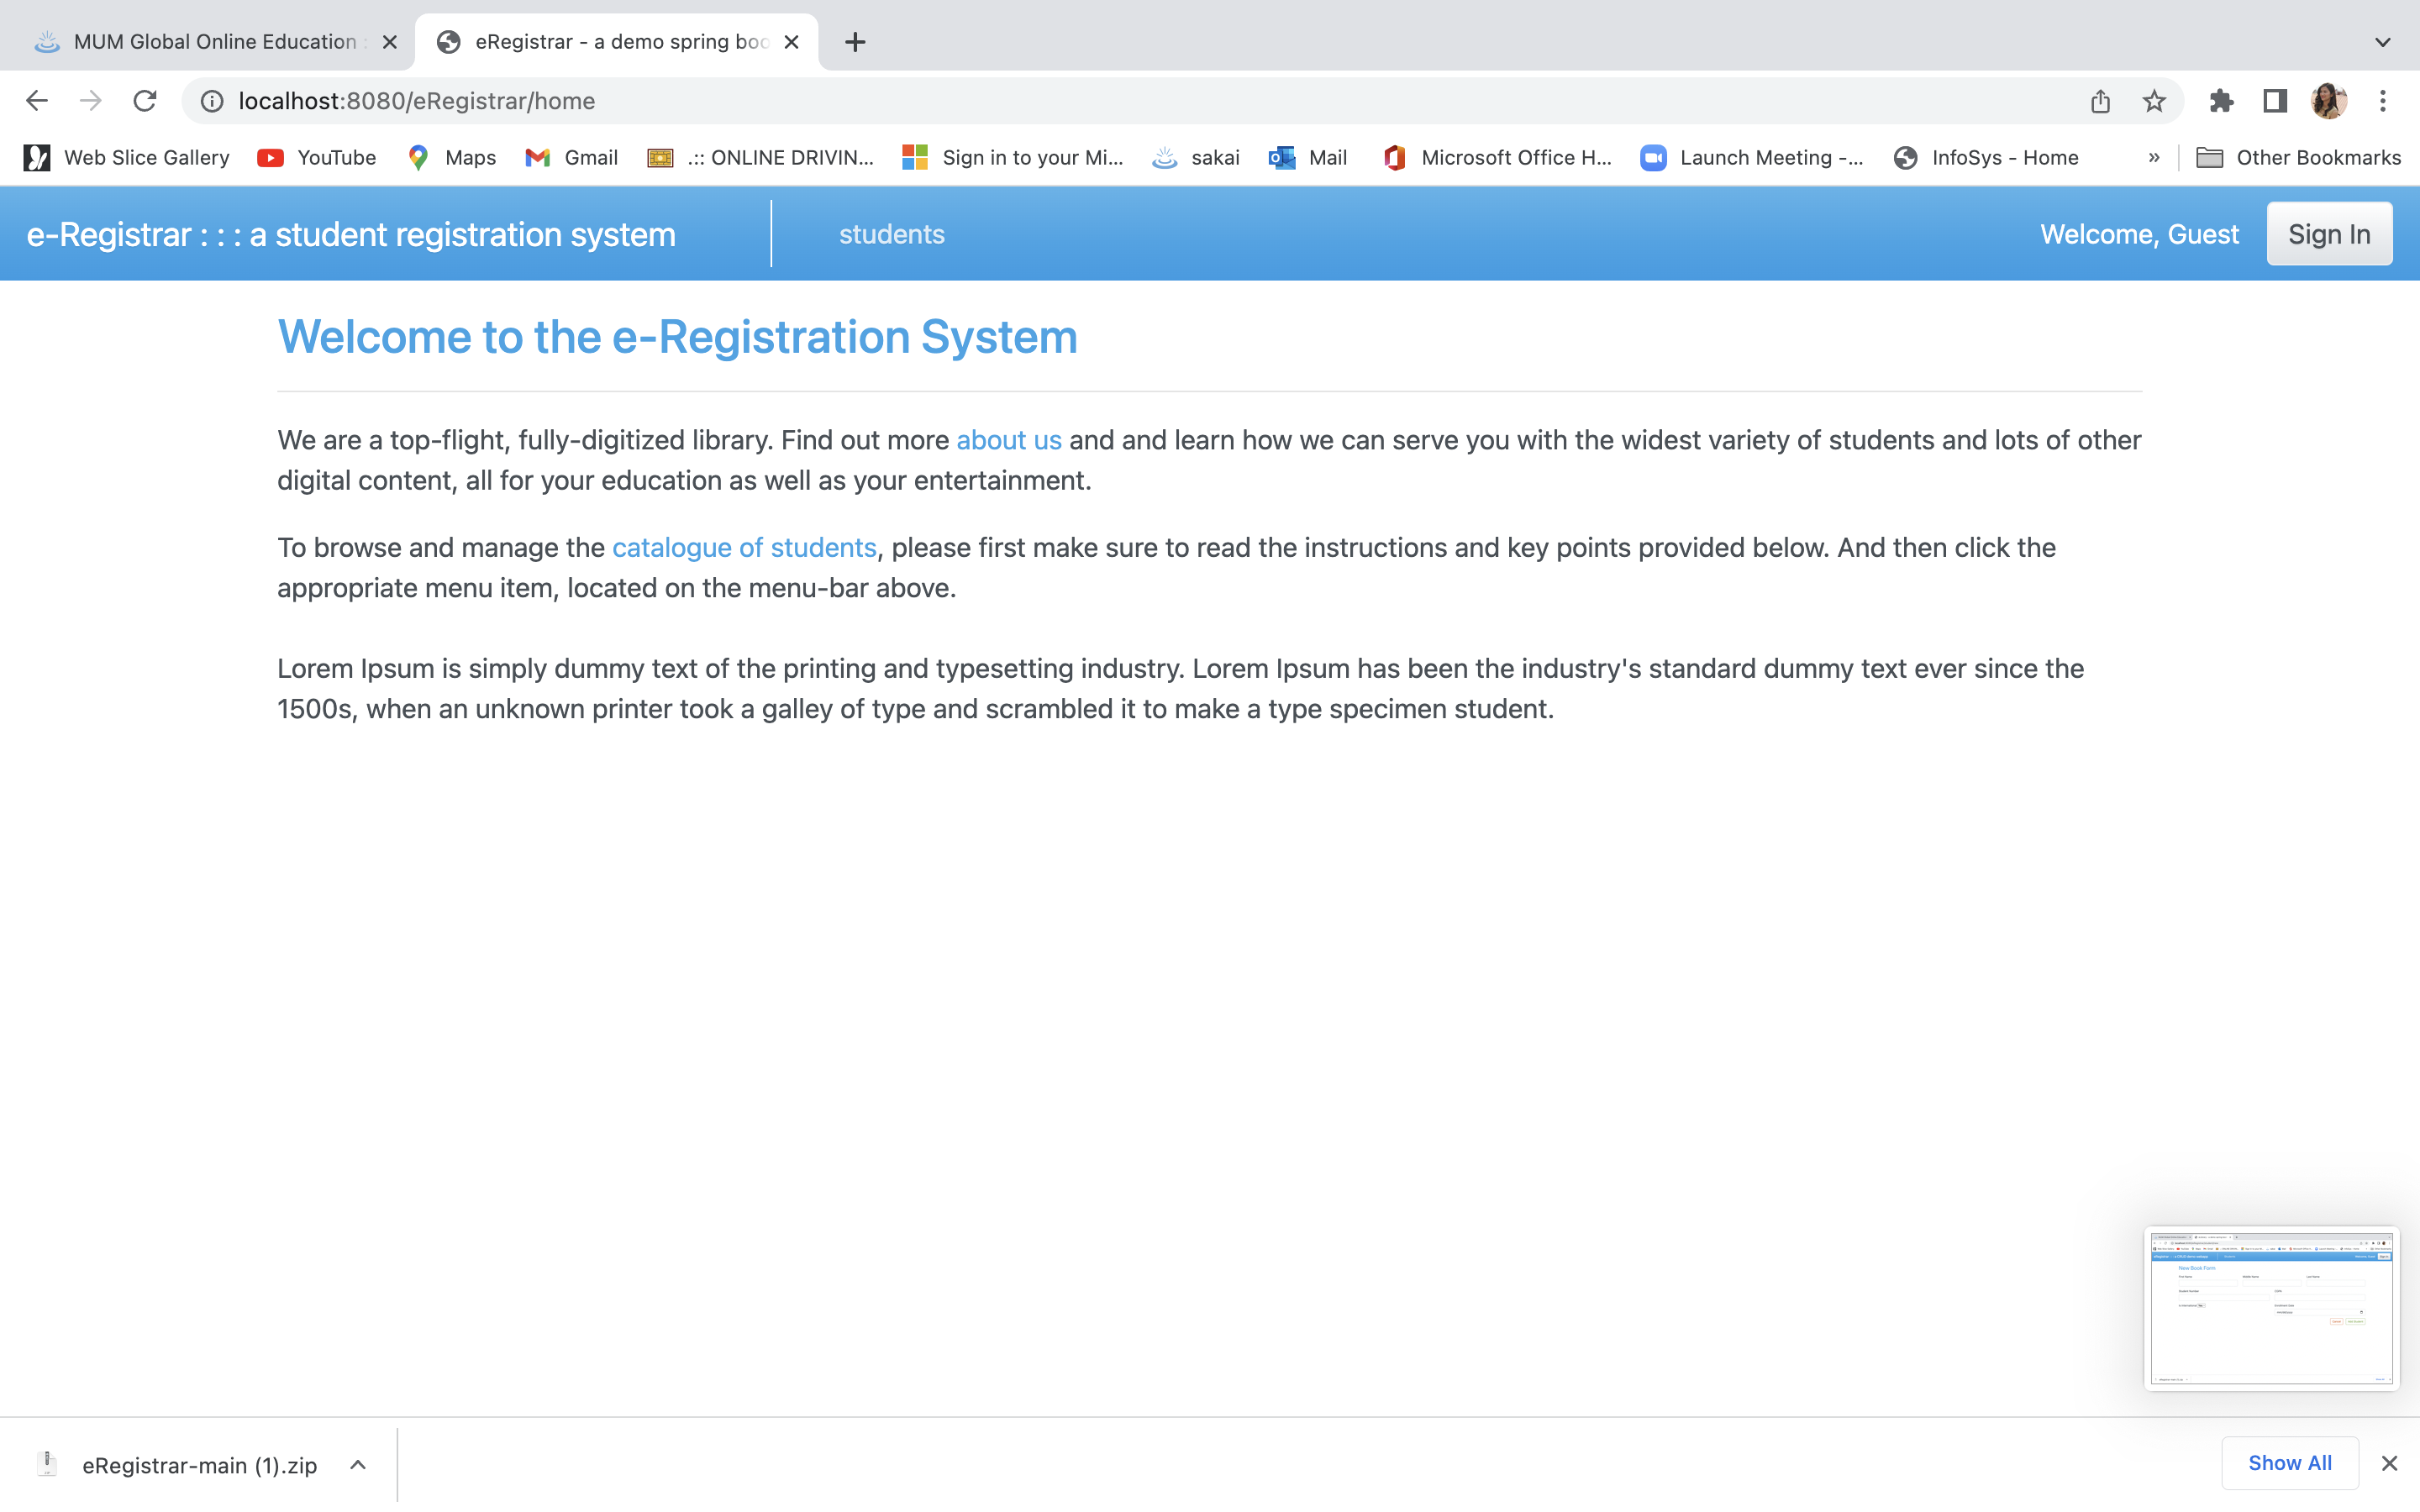 MUM Global Online Education :
eRegistrar - a demo spring boo
localhost:8080/eRegistrar/home
Web Slice Gallery
YouTube
Maps
Gmail
.:: ONLINE DRIVIN...
Sign in to your Mi...
sakai
Mail
Microsoft Office H...
Launch Meeting -...
InfoSys - Home
»
Other Bookmarks
e-Registrar : : : a student registration system
students
Welcome, Guest
Sign In
Welcome to the e-Registration System
We are a top-flight, fully-digitized library. Find out more about us and and learn how we can serve you with the widest variety of students and lots of other
digital content, all for your education as well as your entertainment.
To browse and manage the catalogue of students, please first make sure to read the instructions and key points provided below. And then click the
appropriate menu item, located on the menu-bar above.
Lorem Ipsum is simply dummy text of the printing and typesetting industry. Lorem Ipsum has been the industry's standard dummy text ever since the
1500s, when an unknown printer took a galley of type and scrambled it to make a type specimen student.
New Book Form
eRegistrar-main (1).zip
Show All